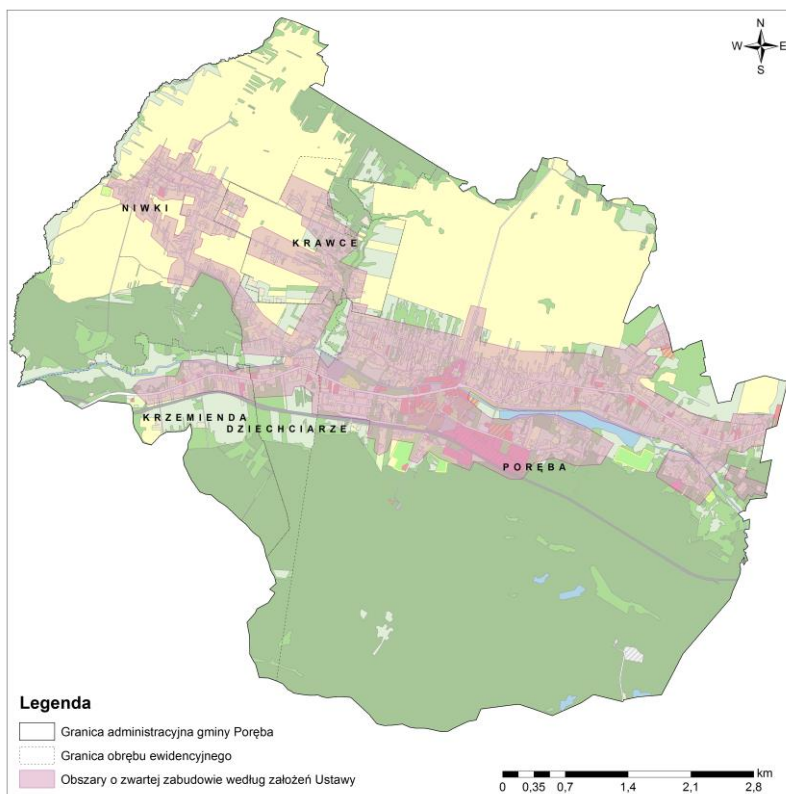 N
W E
S
NIWKI
KRAWCE
KRZEMIENDA
DZIECHCIARZE
PORĘBA
Legenda
Granica administracyjna gminy Poręba
Granica obrębu ewidencyjnego
Obszary o zwartej zabudowie według założeń Ustawy
km
0 0,35 0,7 1,4 2,1 2,8